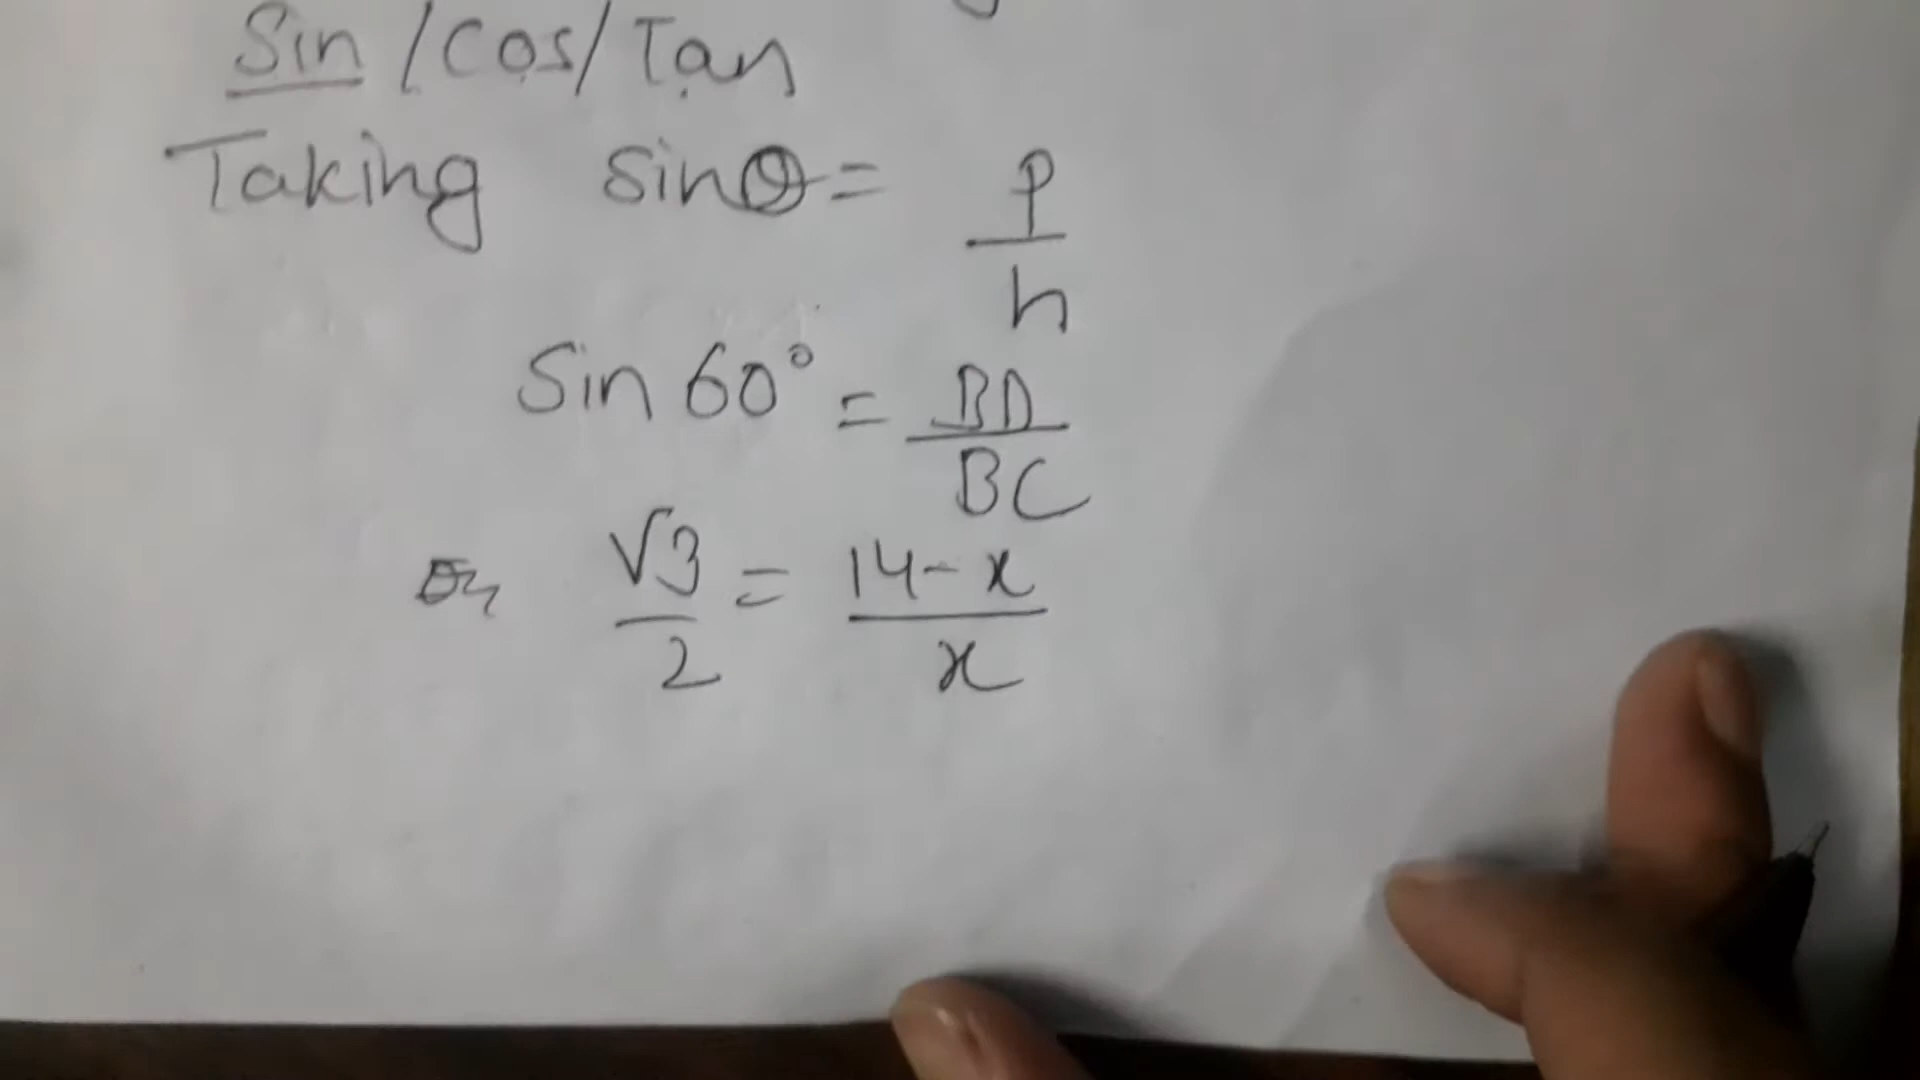 Sin / Cos / Tan
Taking sinθ = p/h
Sin 60° = BD/BC
Or √3/2 = 14-x/x